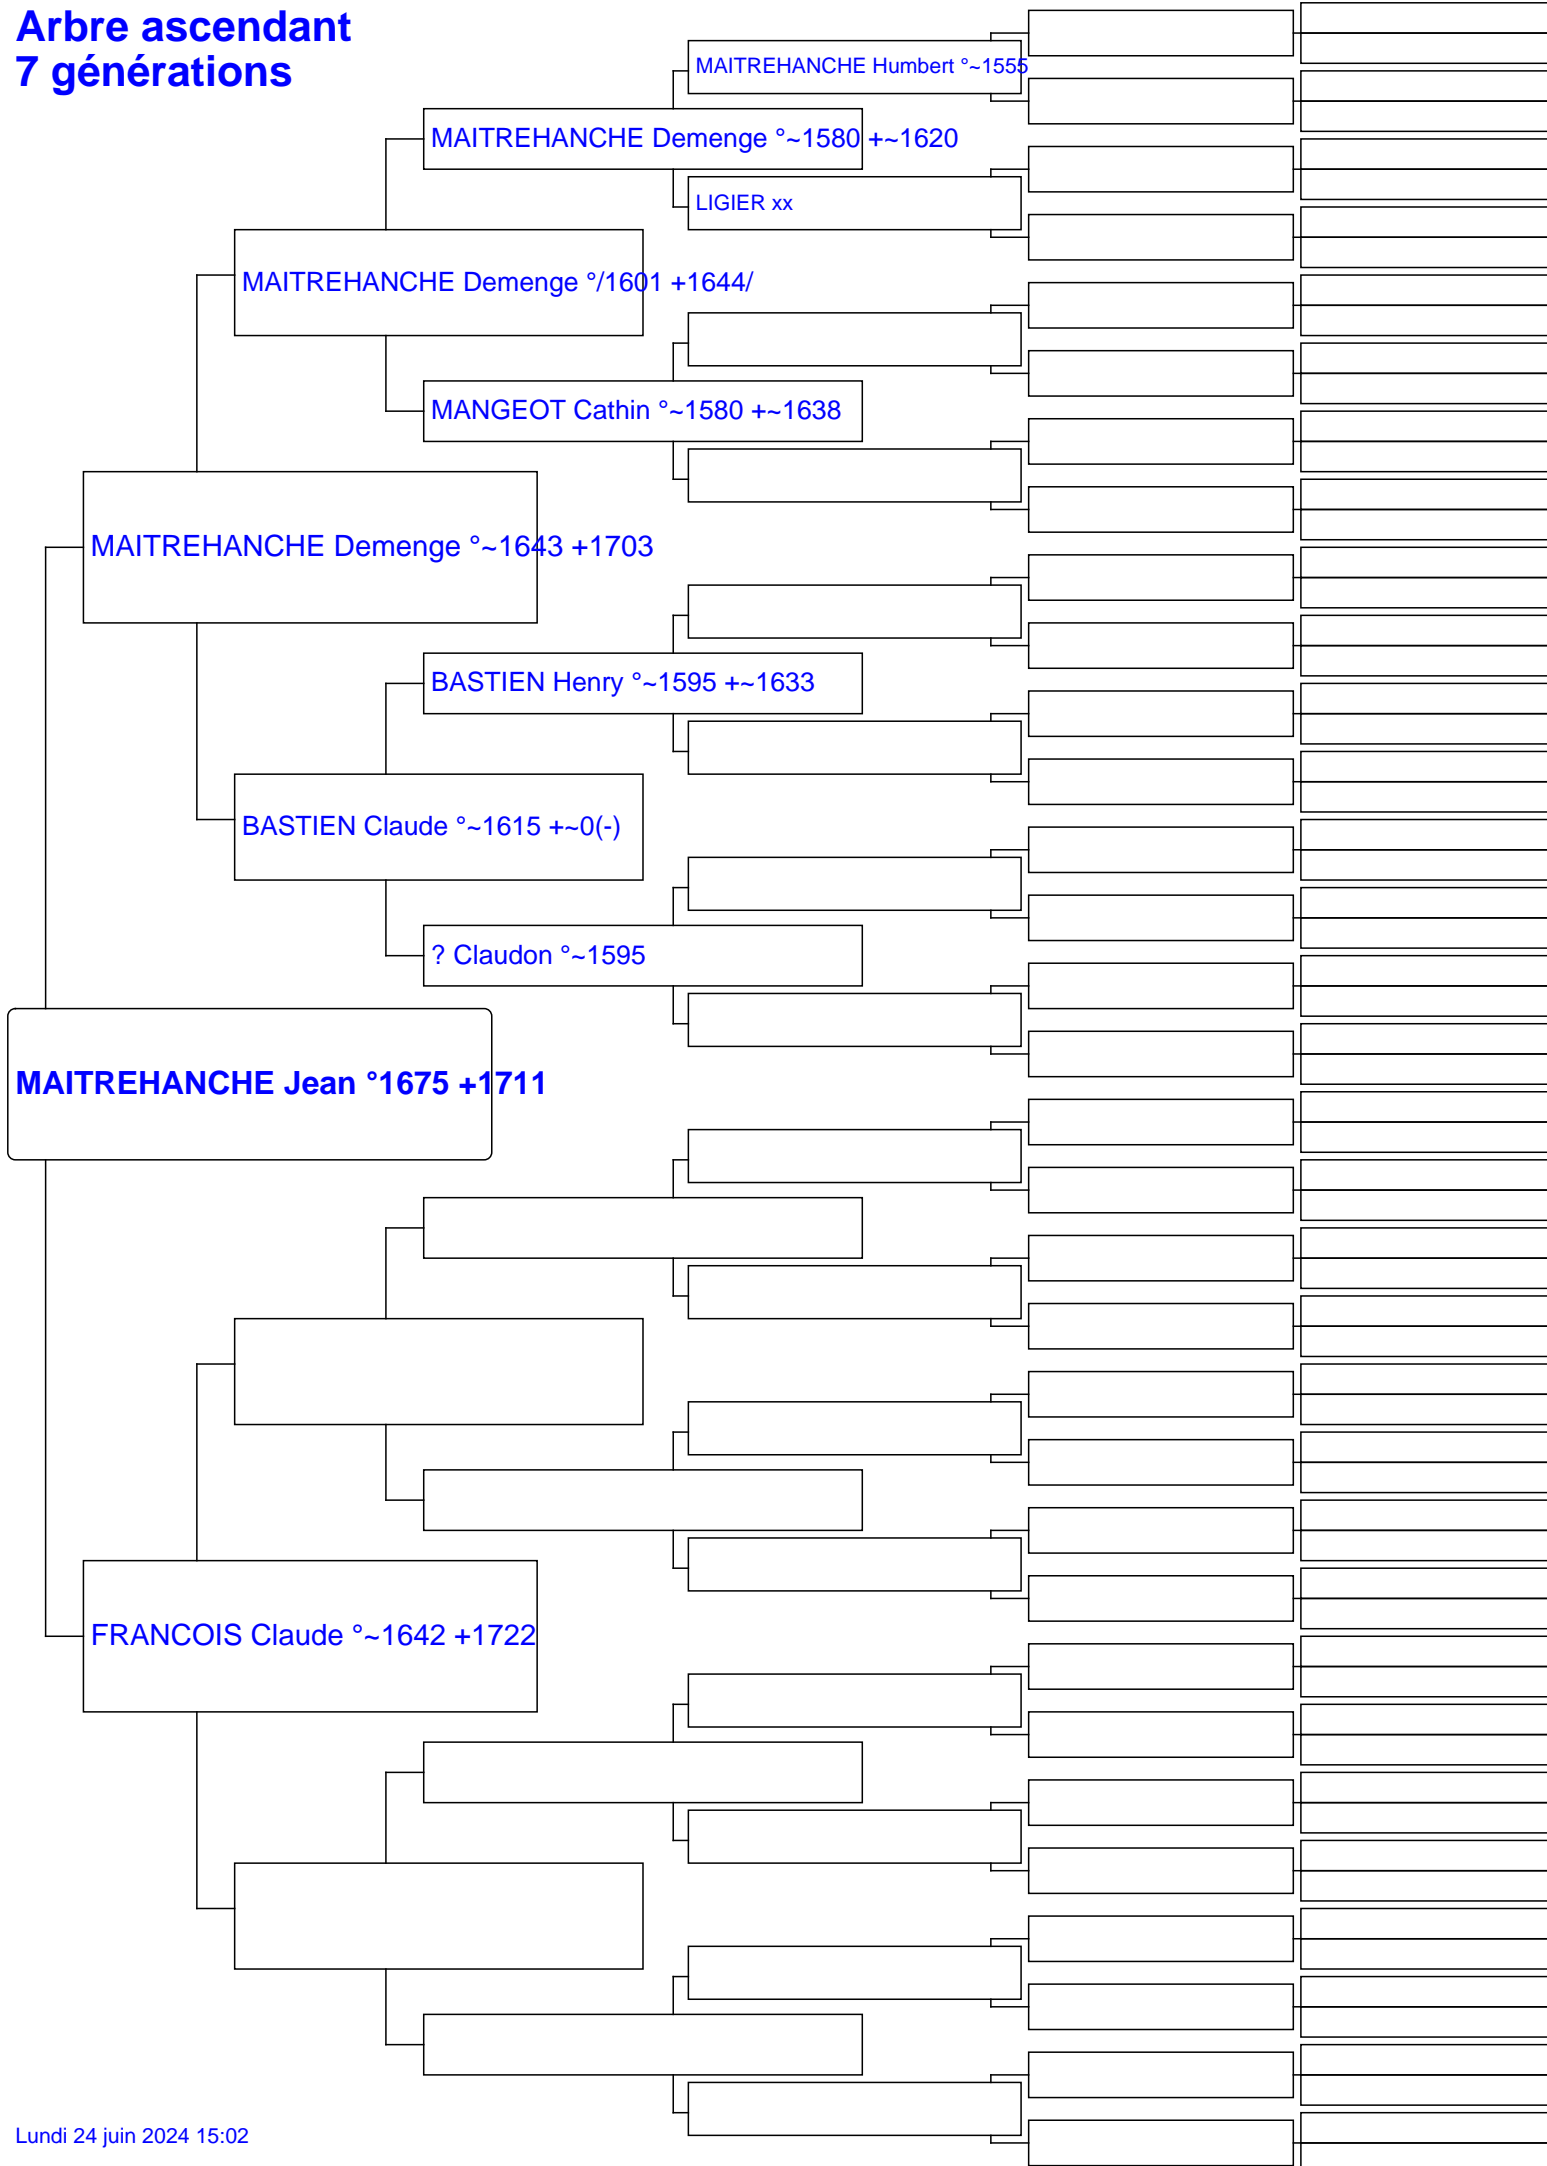 Arbre ascendant
7 générations
MAITREHANCHE Humbert °~1555
MAITREHANCHE Demenge °~1580 +~1620
LIGIER xx
MAITREHANCHE Demenge °/1601 +1644/
MANGEOT Cathin °~1580 +~1638
MAITREHANCHE Demenge °~1643 +1703
BASTIEN Henry °~1595 +~1633
BASTIEN Claude °~1615 +~0(-)
? Claudon °~1595
MAITREHANCHE Jean °1675 +1711
FRANCOIS Claude °~1642 +1722
Lundi 24 juin 2024 15:02